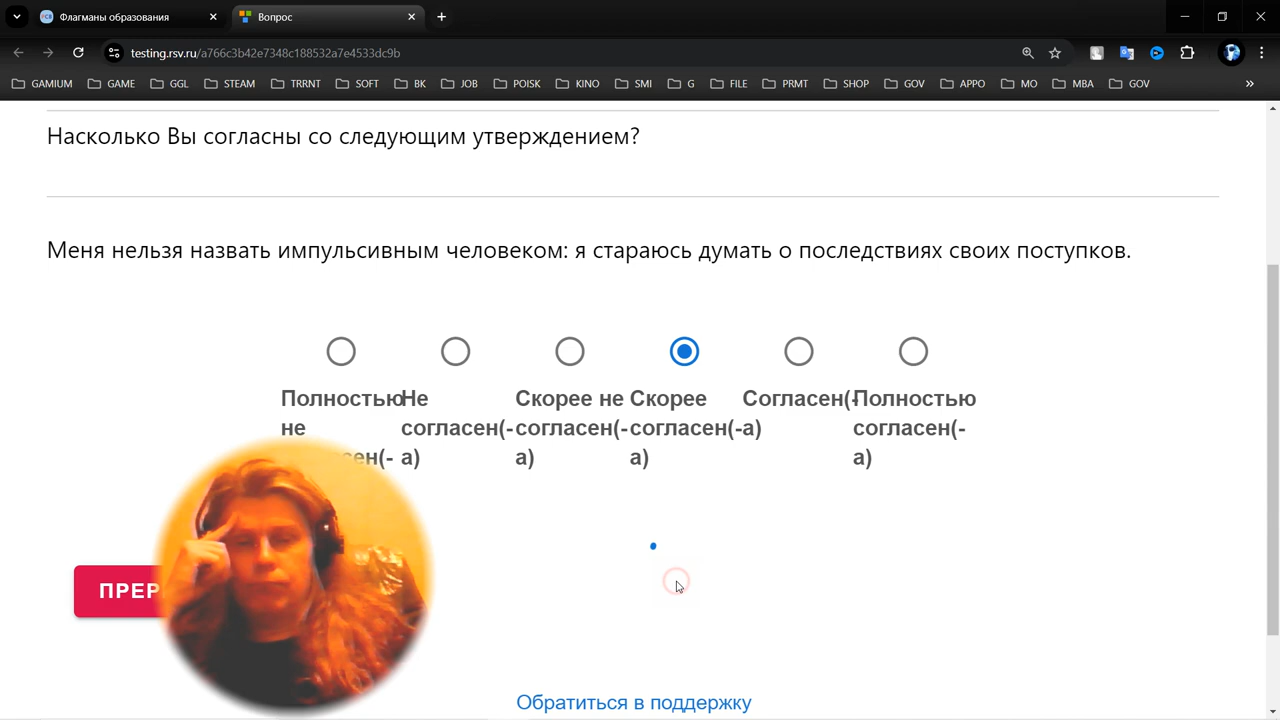 Флагманы образования
Вопрос
testing.rsv.ru/a766c3b42e7348c188532a7e4533dc9b
GAMIUM GAME GGL STEAM TRRNT SOFT BK JOB POISK KINO SMI G FILE PRMT SHOP GOV APPO MO MBA GOV
Насколько Вы согласны со следующим утверждением?
Меня нельзя назвать импульсивным человеком: я стараюсь думать о последствиях своих поступков.
Полностью не
Не согласен(-а)
Скорее не согласен(-а)
Скорее согласен(-а)
Согласен(-
Полностью согласен(-а)
ПРЕР
Обратиться в поддержку